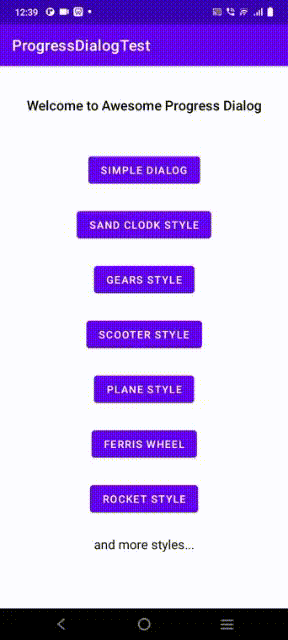 12:39
ProgressDialogTest
Welcome to Awesome Progress Dialog
SIMPLE DIALOG
SAND CLODK STYLE
GEARS STYLE
SCOOTER STYLE
PLANE STYLE
FERRIS WHEEL
ROCKET STYLE
and more styles...